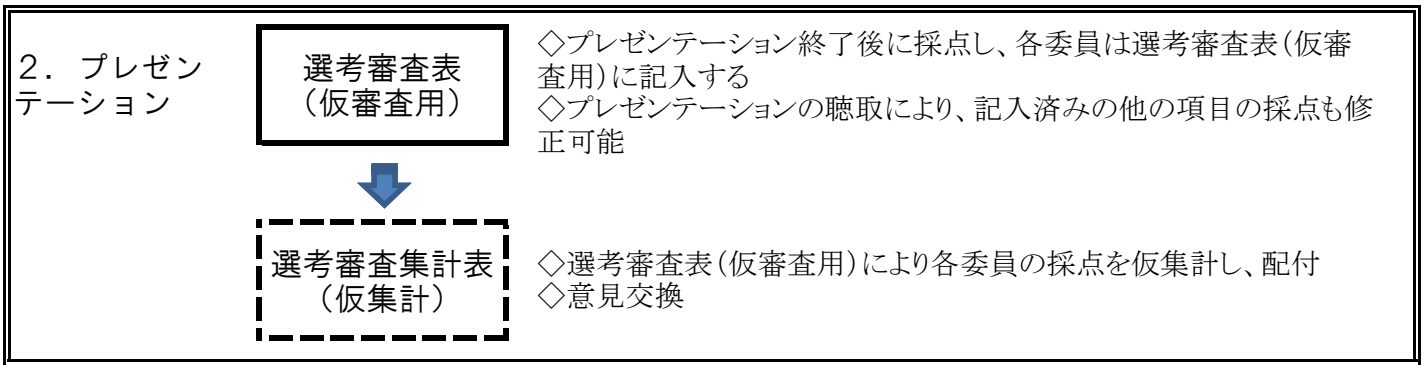 ２．プレゼン
テーション
選考審査表
（仮審査用）
◇プレゼンテーション終了後に採点し、各委員は選考審査表（仮審
査用）に記入する
◇プレゼンテーションの聴取により、記入済みの他の項目の採点も修
正可能
選考審査集計表
（仮集計）
◇選考審査表（仮審査用）により各委員の採点を仮集計し、配付
◇意見交換